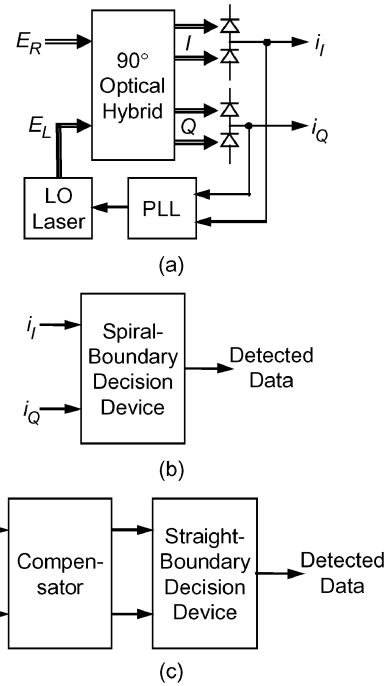 E_R
90°
Optical
Hybrid
I
i_I
E_L
Q
i_Q
LO
Laser
PLL
(a)
i_I
Spiral-
Boundary
Decision
Device
Detected
Data
i_Q
(b)
Compen-
sator
Straight-
Boundary
Decision
Device
Detected
Data
(c)